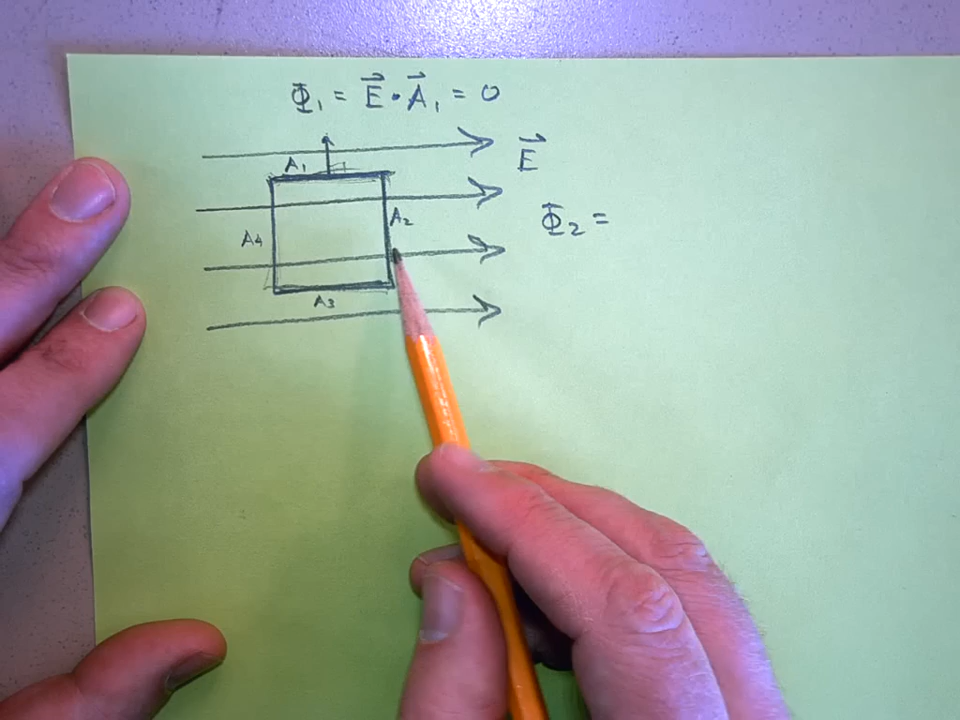 Φ₁ = E⃗ • A⃗₁ = 0
A₁
E⃗
A₂
Φ₂ =
A₄
A₃